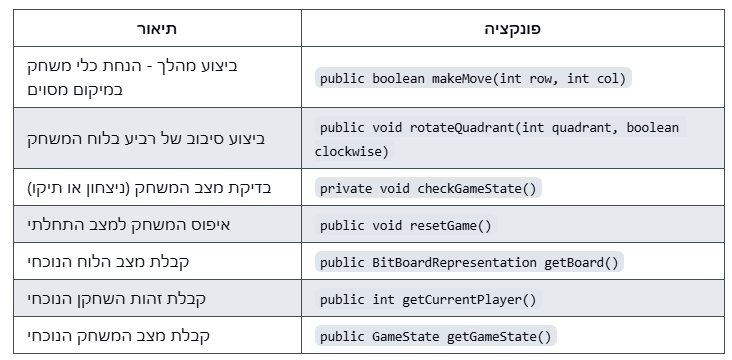 פונקציה
תיאור
public boolean makeMove(int row, int col)
ביצוע מהלך - הנחת כלי משחק
במיקום מסוים
public void rotateQuadrant(int quadrant, boolean
clockwise)
ביצוע סיבוב של רביע בלוח המשחק
private void checkGameState()
בדיקת מצב המשחק (ניצחון או תיקו)
public void resetGame()
איפוס המשחק למצב התחלתי
public BitBoardRepresentation getBoard()
קבלת מצב הלוח הנוכחי
public int getCurrentPlayer()
קבלת זהות השחקן הנוכחי
public GameState getGameState()
קבלת מצב המשחק הנוכחי